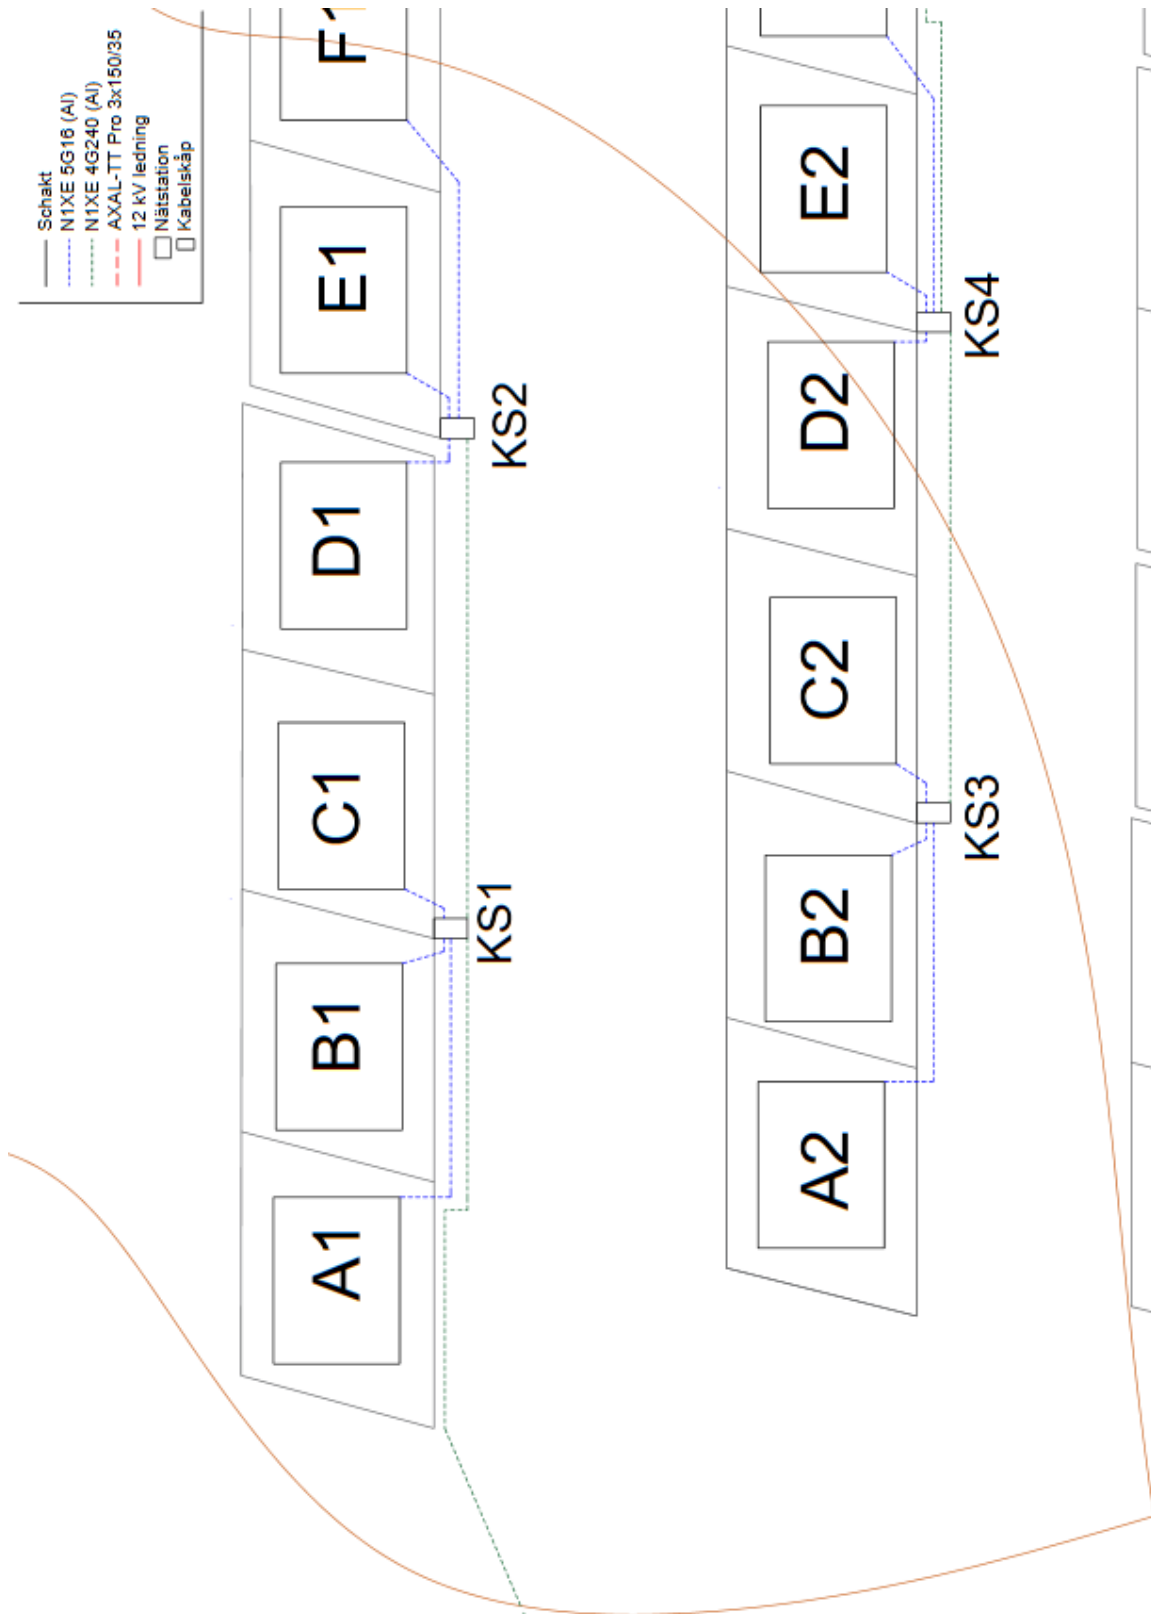 Schakt
N1XE 5G16 (Al)
N1XE 4G240 (Al)
AXAL-TT Pro 3x150/35
12 kV ledning
Nätstation
Kabelskåp
A1
B1
C1
D1
E1
F1
KS1
KS2
A2
B2
C2
D2
E2
KS3
KS4